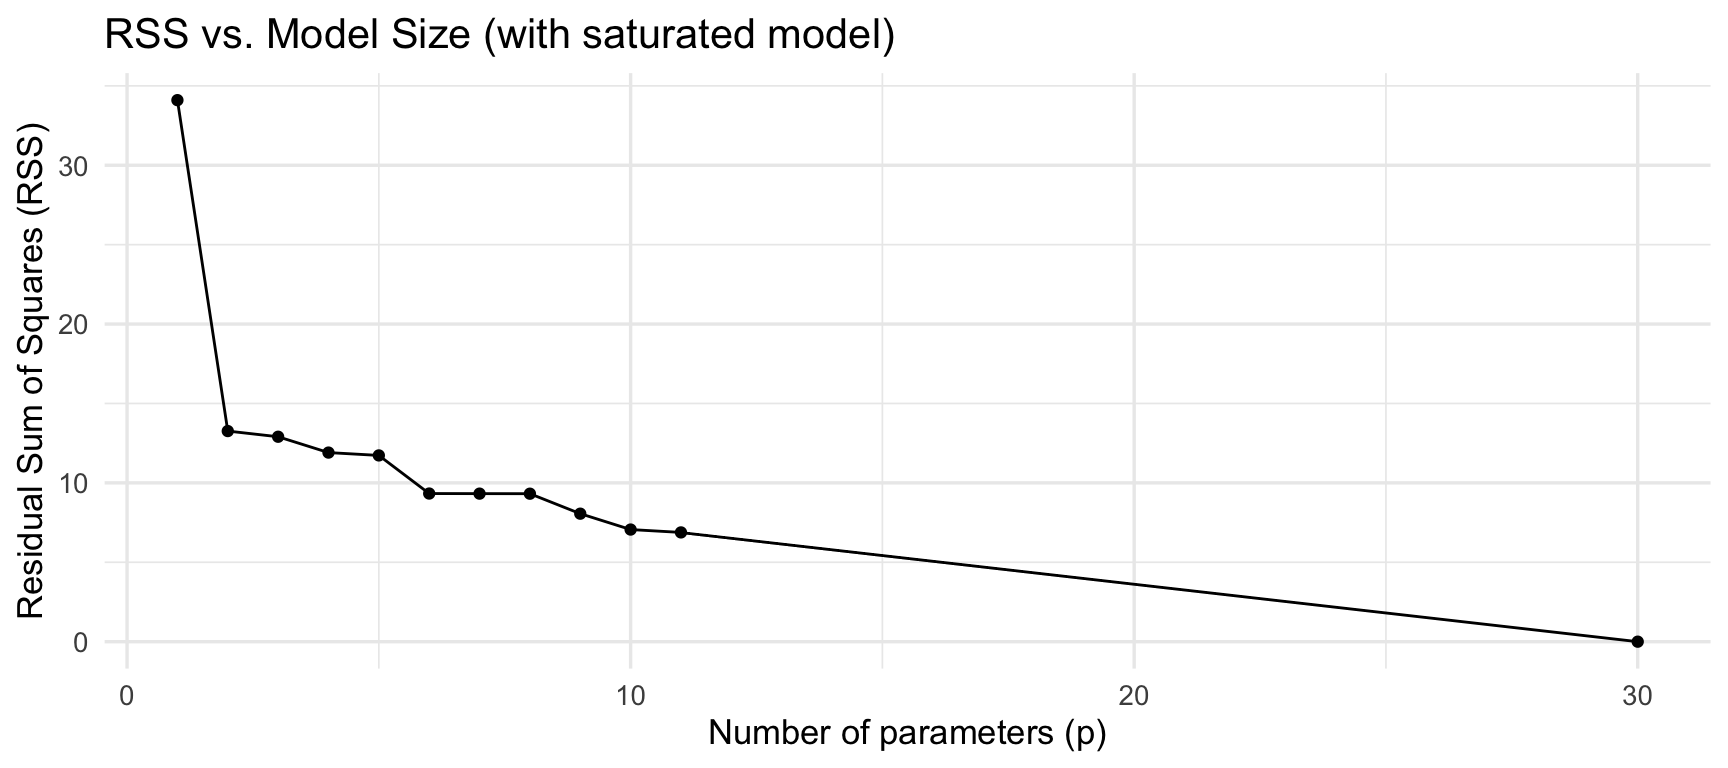 RSS vs. Model Size (with saturated model)
Residual Sum of Squares (RSS)
30
20
10
0
0 10 20 30
Number of parameters (p)